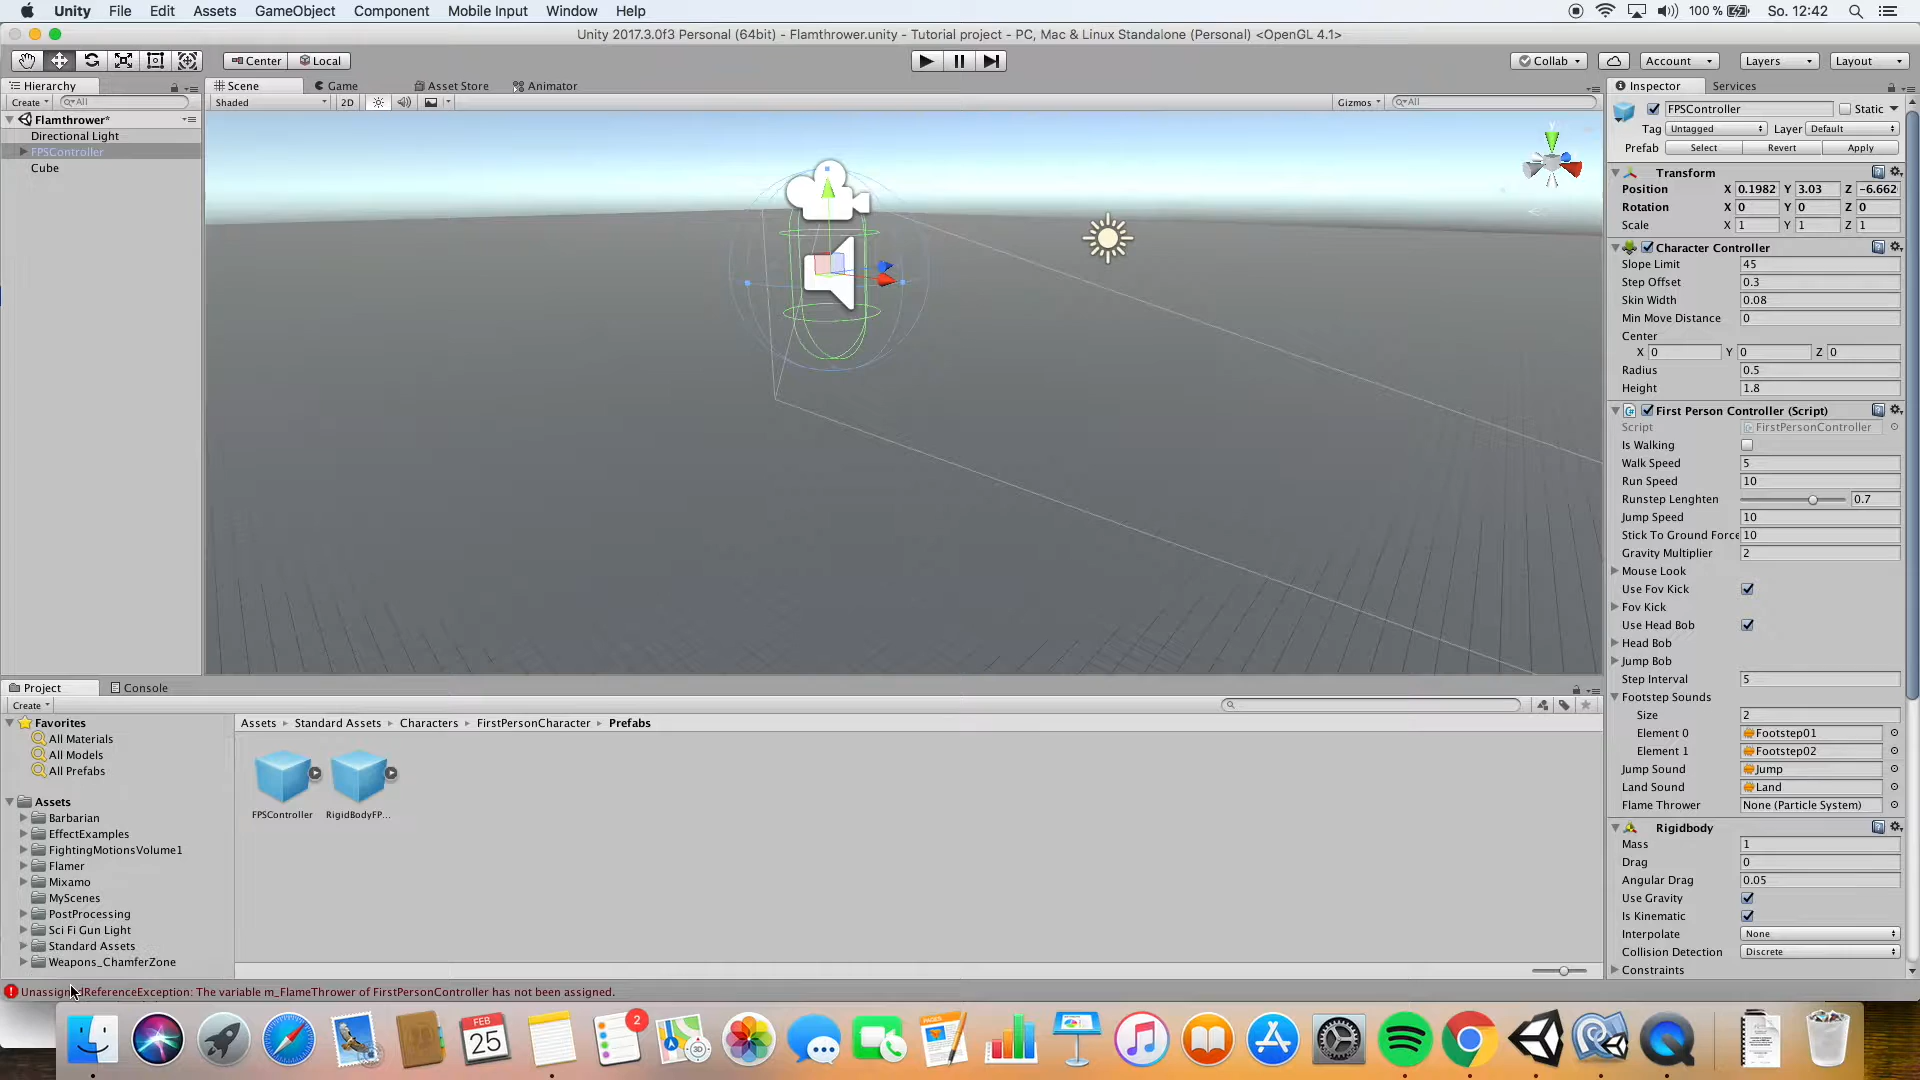 Unity File Edit Assets GameObject Component Mobile Input Window Help 100 % So. 12:42
Unity 2017.3.0f3 Personal (64bit) - Flamthrower.unity - Tutorial project - PC, Mac & Linux Standalone (Personal) <OpenGL 4.1>
Center Local Collab Account Layers Layout
Hierarchy Scene Game Asset Store Animator Inspector Services
Create All Shaded 2D Gizmos All
Flamthrower*
Directional Light
FPSController
Cube
y
FPSController Static
Tag Untagged Layer Default
Prefab Select Revert Apply
Transform
Position X 0.1982 Y 3.03 Z -6.662
Rotation X 0 Y 0 Z 0
Scale X 1 Y 1 Z 1
Character Controller
Slope Limit 45
Step Offset 0.3
Skin Width 0.08
Min Move Distance 0
Center
X 0 Y 0 Z 0
Radius 0.5
Height 1.8
First Person Controller (Script)
Script FirstPersonController
Is Walking
Walk Speed 5
Run Speed 10
Runstep Lenghten 0.7
Jump Speed 10
Stick To Ground Force 10
Gravity Multiplier 2
Mouse Look
Use Fov Kick
Fov Kick
Use Head Bob
Head Bob
Jump Bob
Step Interval 5
Footstep Sounds
Size 2
Element 0 Footstep01
Element 1 Footstep02
Jump Sound Jump
Land Sound Land
Flame Thrower None (Particle System)
Rigidbody
Mass 1
Drag 0
Angular Drag 0.05
Use Gravity
Is Kinematic
Interpolate None
Collision Detection Discrete
Constraints
Project Console
Create
Favorites
All Materials
All Models
All Prefabs
Assets
Barbarian
EffectExamples
FightingMotionsVolume1
Flamer
Mixamo
MyScenes
PostProcessing
Sci Fi Gun Light
Standard Assets
Weapons_ChamferZone
Assets Standard Assets Characters FirstPersonCharacter Prefabs
FPSController RigidBodyFP...
UnassignedReferenceException: The variable m_FlameThrower of FirstPersonController has not been assigned.
FEB
25
2
3D